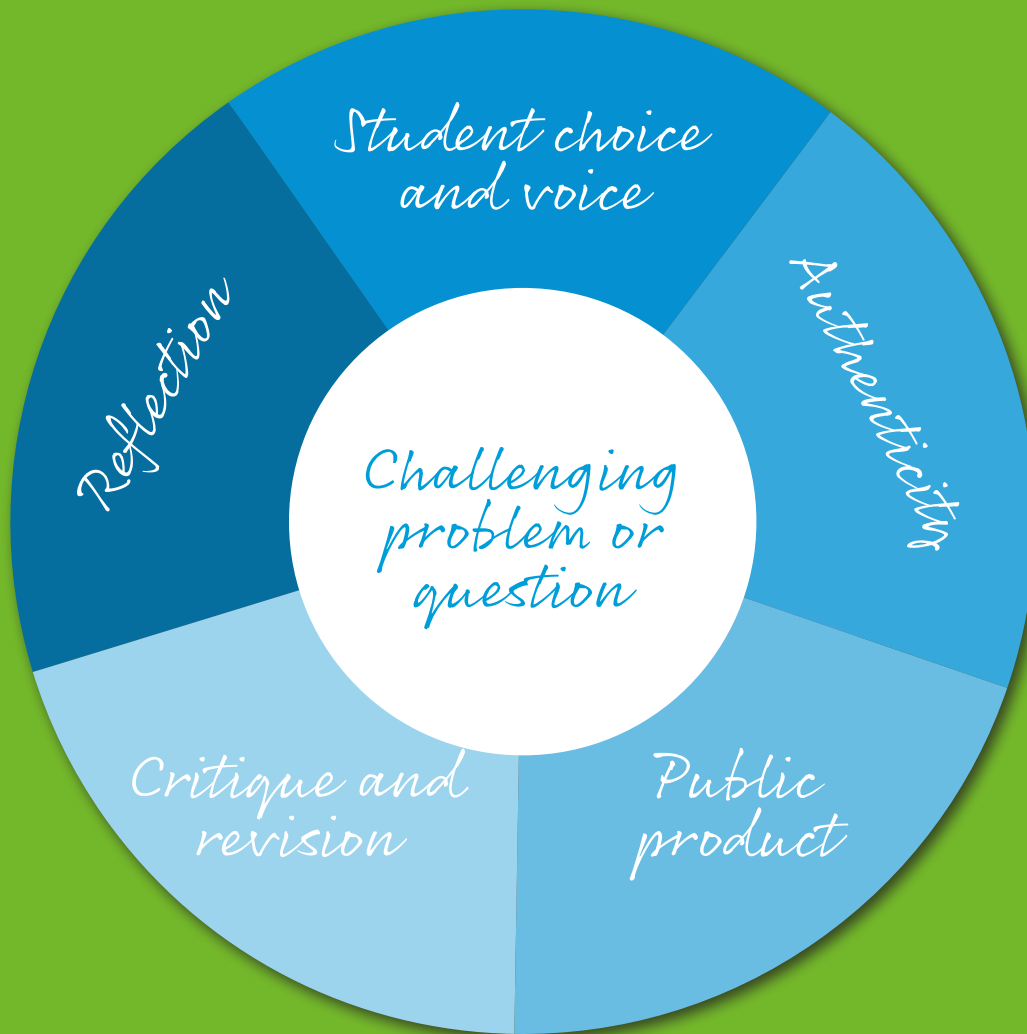 Student choice
and voice
Authenticity
Public
product
Critique and
revision
Reflection
Challenging
problem or
question